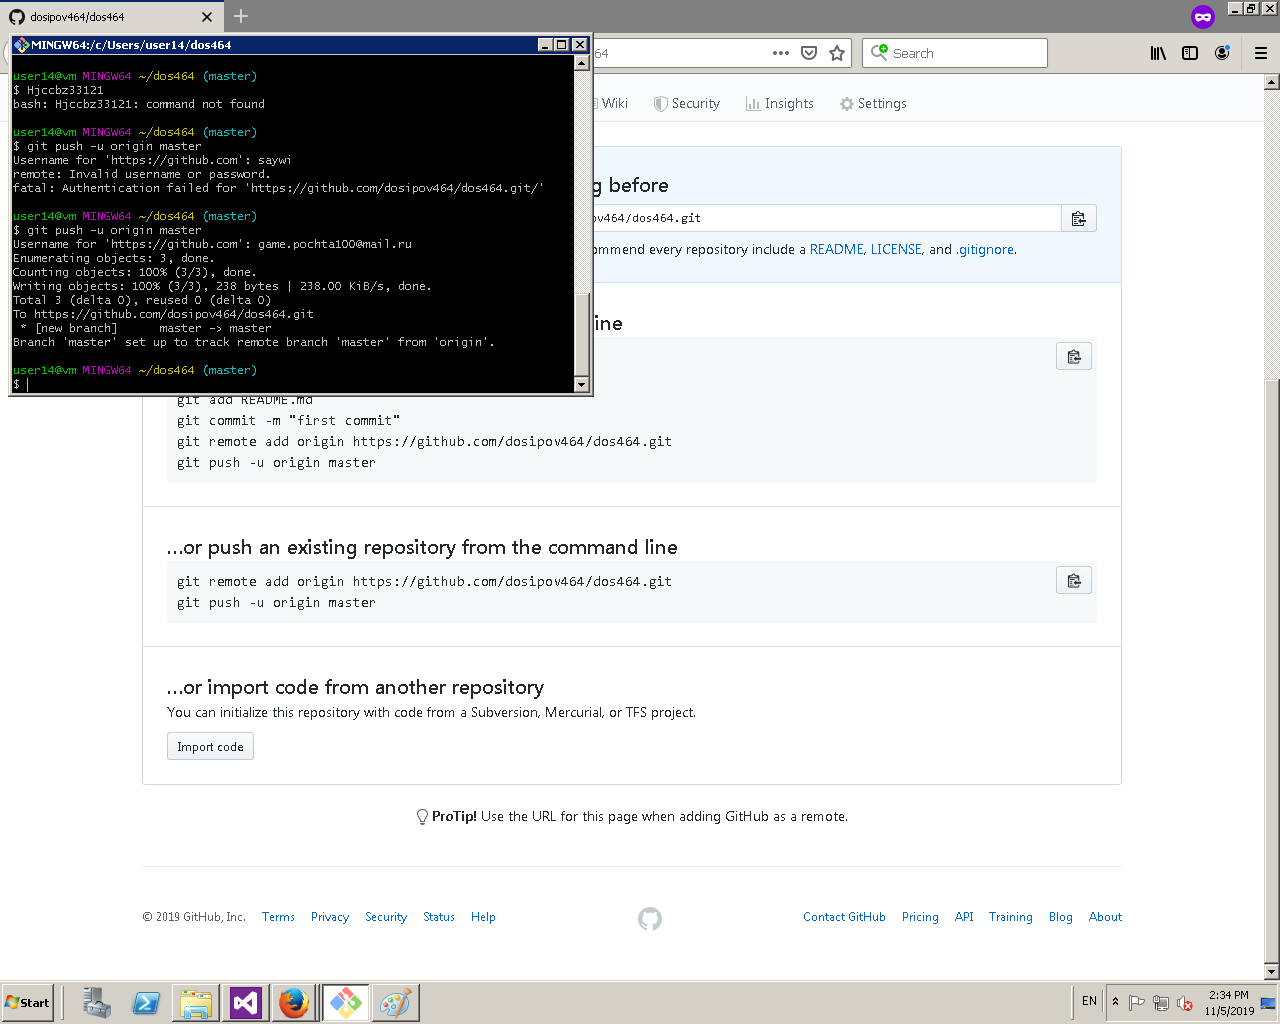 dosipov464/dos464
MINGW64:/c/Users/user14/dos464
64
Search
user14@vm MINGW64 ~/dos464 (master)
$ Hjccbz33121
bash: Hjccbz33121: command not found
user14@vm MINGW64 ~/dos464 (master)
$ git push -u origin master
Username for 'https://github.com': saywi
remote: Invalid username or password.
fatal: Authentication failed for 'https://github.com/dosipov464/dos464.git/'
user14@vm MINGW64 ~/dos464 (master)
$ git push -u origin master
Username for 'https://github.com': game.pochta100@mail.ru
Enumerating objects: 3, done.
Counting objects: 100% (3/3), done.
Writing objects: 100% (3/3), 238 bytes | 238.00 KiB/s, done.
Total 3 (delta 0), reused 0 (delta 0)
To https://github.com/dosipov464/dos464.git
* [new branch] master -> master
Branch 'master' set up to track remote branch 'master' from 'origin'.
user14@vm MINGW64 ~/dos464 (master)
$
Wiki Security Insights Settings
g before
pov464/dos464.git
ommend every repository include a README, LICENSE, and .gitignore.
ine
git add README.md
git commit -m "first commit"
git remote add origin https://github.com/dosipov464/dos464.git
git push -u origin master
...or push an existing repository from the command line
git remote add origin https://github.com/dosipov464/dos464.git
git push -u origin master
...or import code from another repository
You can initialize this repository with code from a Subversion, Mercurial, or TFS project.
Import code
ProTip! Use the URL for this page when adding GitHub as a remote.
© 2019 GitHub, Inc. Terms Privacy Security Status Help Contact GitHub Pricing API Training Blog About
Start
EN
2:34 PM
11/5/2019